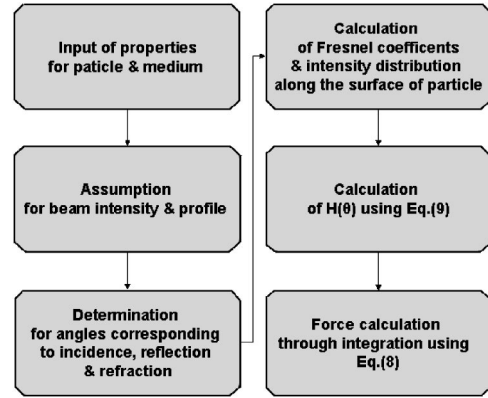 Input of properties
for paticle & medium
Assumption
for beam intensity & profile
Determination
for angles corresponding
to incidence, reflection
& refraction
Calculation
of Fresnel coefficents
& intensity distribution
along the surface of particle
Calculation
of H(θ) using Eq.(9)
Force calculation
through integration using
Eq.(8)